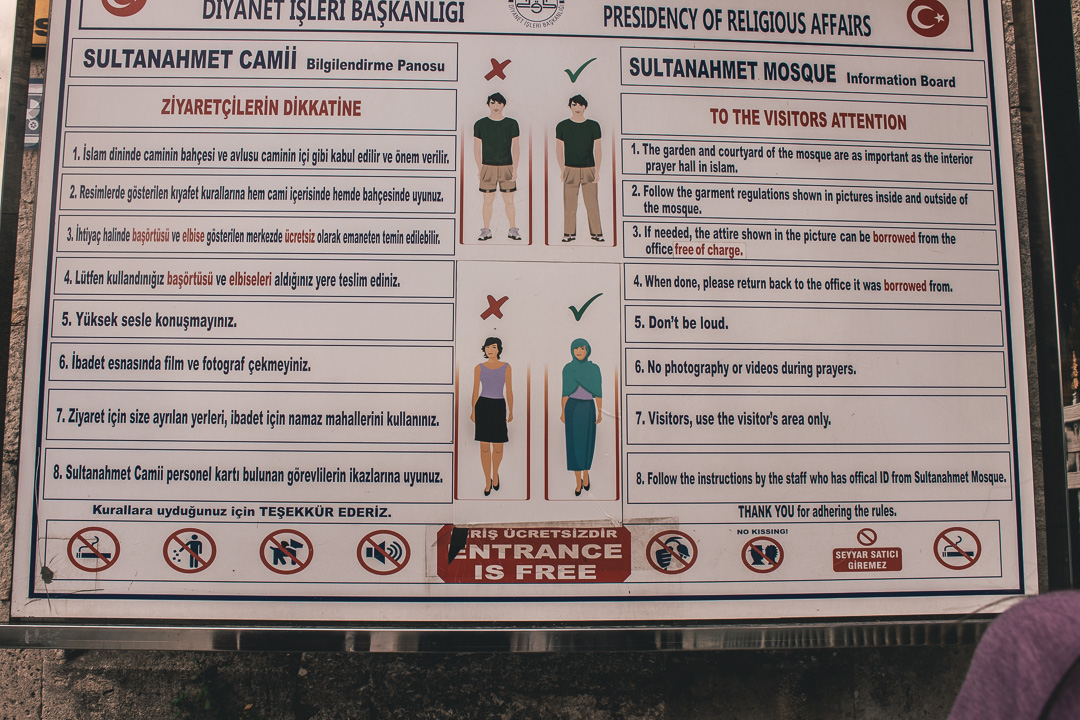 DİYANET İŞLERİ BAŞKANLIĞI
DİYANET İŞLERİ BAŞKANLIĞI
PRESIDENCY OF RELIGIOUS AFFAIRS
SULTANAHMET CAMİİ Bilgilendirme Panosu
ZİYARETÇİLERİN DİKKATİNE
1. İslam dininde caminin bahçesi ve avlusu caminin içi gibi kabul edilir ve önem verilir.
2. Resimlerde gösterilen kıyafet kurallarına hem cami içerisinde hemde bahçesinde uyunuz.
3. İhtiyaç halinde başörtüsü ve elbise gösterilen merkezde ücretsiz olarak emaneten temin edilebilir.
4. Lütfen kullandınığız başörtüsü ve elbiseleri aldığınız yere teslim ediniz.
5. Yüksek sesle konuşmayınız.
6. İbadet esnasında film ve fotograf çekmeyiniz.
7. Ziyaret için size ayrılan yerleri, ibadet için namaz mahallerini kullanınız.
8. Sultanahmet Camii personel kartı bulunan görevlilerin ikazlarına uyunuz.
Kurallara uyduğunuz için TEŞEKKÜR EDERİZ.
SULTANAHMET MOSQUE Information Board
TO THE VISITORS ATTENTION
1. The garden and courtyard of the mosque are as important as the interior
prayer hall in islam.
2. Follow the garment regulations shown in pictures inside and outside of
the mosque.
3. If needed, the attire shown in the picture can be borrowed from the
office free of charge.
4. When done, please return back to the office it was borrowed from.
5. Don't be loud.
6. No photography or videos during prayers.
7. Visitors, use the visitor's area only.
8. Follow the instructions by the staff who has offical ID from Sultanahmet Mosque.
THANK YOU for adhering the rules.
ÜCRETSİZDİR
ENTRANCE
IS FREE
NO KISSING!
SEYYAR SATICI
GİREMEZ